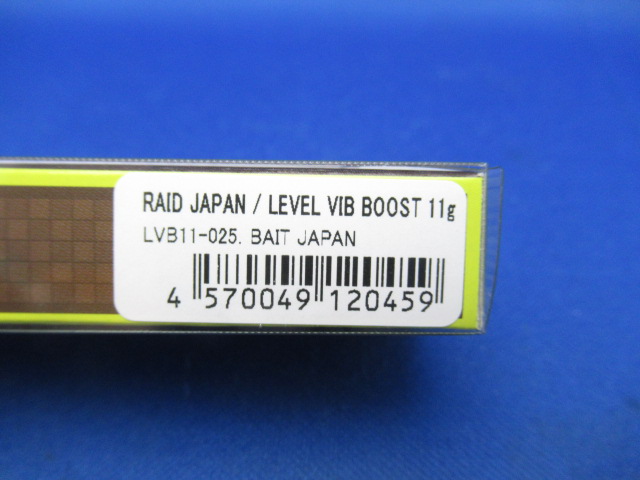 RAID JAPAN / LEVEL VIB BOOST 11g
LVB11-025. BAIT JAPAN
4 570049 120459